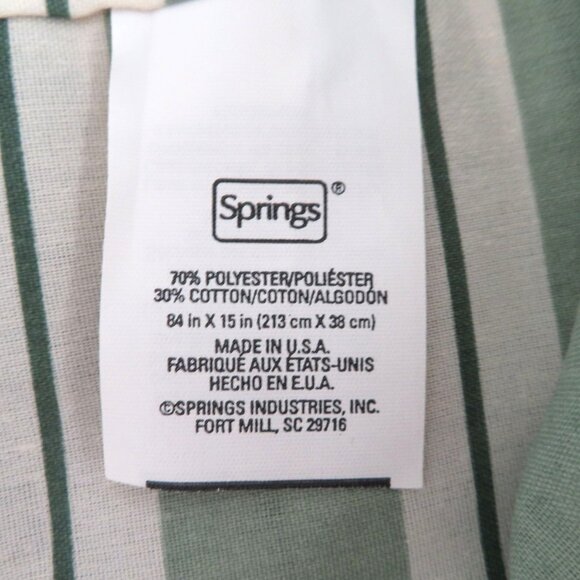 Springs®
70% POLYESTER/POLIÉSTER
30% COTTON/COTON/ALGODÓN
84 in X 15 in (213 cm X 38 cm)
MADE IN U.S.A.
FABRIQUÉ AUX ÉTATS-UNIS
HECHO EN E.U.A.
©SPRINGS INDUSTRIES, INC.
FORT MILL, SC 29716